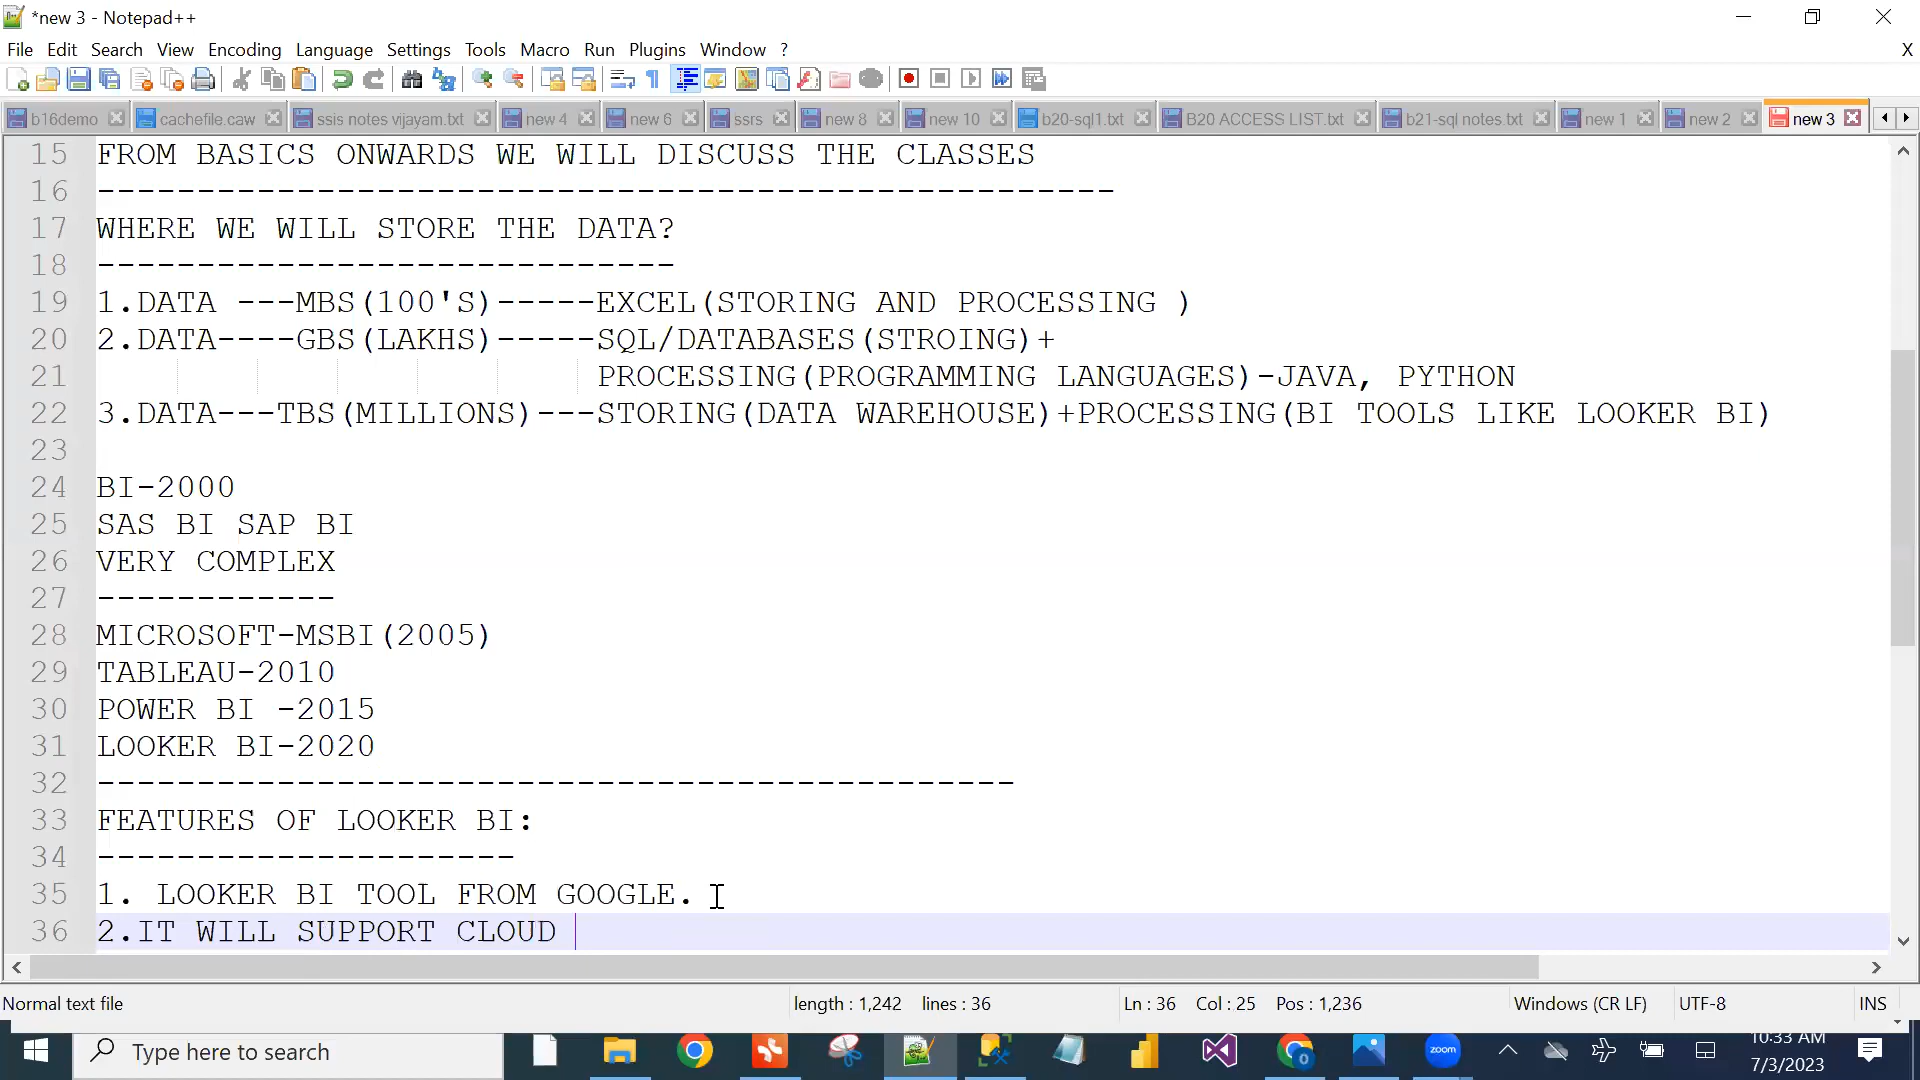 *new 3 - Notepad++
File Edit Search View Encoding Language Settings Tools Macro Run Plugins Window ?
X
b16demo cachefile.caw ssis notes vijayam.txt new 4 new 6 ssrs new 8 new 10 b20-sql1.txt B20 ACCESS LIST.txt b21-sql notes.txt new 1 new 2 new 3
15 FROM BASICS ONWARDS WE WILL DISCUSS THE CLASSES
16 ---------------------------------------------------
17 WHERE WE WILL STORE THE DATA?
18 -----------------------------
19 1.DATA ---MBS(100'S)-----EXCEL(STORING AND PROCESSING )
20 2.DATA----GBS(LAKHS)-----SQL/DATABASES(STROING)+
21 PROCESSING(PROGRAMMING LANGUAGES)-JAVA, PYTHON
22 3.DATA---TBS(MILLIONS)---STORING(DATA WAREHOUSE)+PROCESSING(BI TOOLS LIKE LOOKER BI)
23
24 BI-2000
25 SAS BI SAP BI
26 VERY COMPLEX
27 ------------
28 MICROSOFT-MSBI(2005)
29 TABLEAU-2010
30 POWER BI -2015
31 LOOKER BI-2020
32 ----------------------------------------------
33 FEATURES OF LOOKER BI:
34 ---------------------
35 1. LOOKER BI TOOL FROM GOOGLE.
36 2.IT WILL SUPPORT CLOUD
Normal text file length : 1,242 lines : 36 Ln : 36 Col : 25 Pos : 1,236 Windows (CR LF) UTF-8 INS
Type here to search
zoom
10:33 AM
7/3/2023